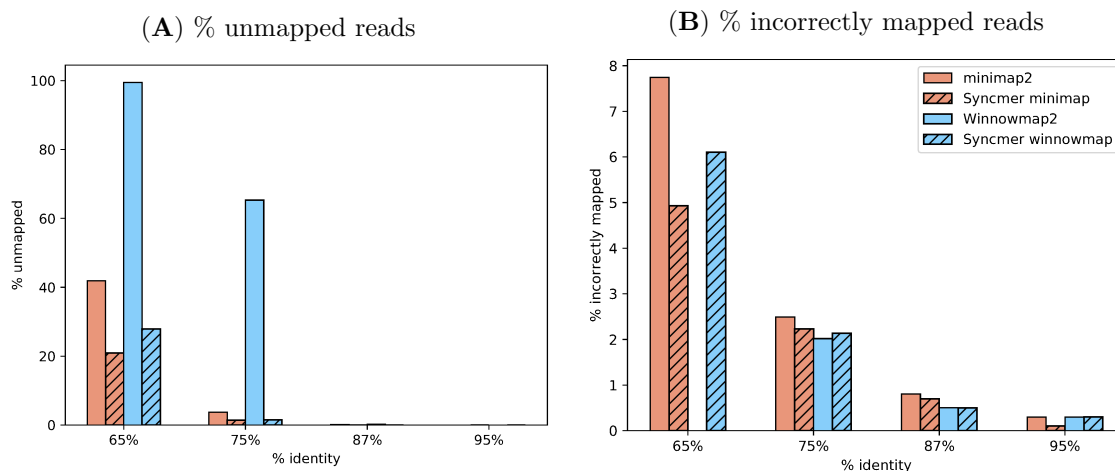 (A) % unmapped reads
100
80
60
40
20
0
% unmapped
65%
75%
87%
95%
% identity
(B) % incorrectly mapped reads
8
7
6
5
4
3
2
1
0
% incorrectly mapped
minimap2
Syncmer minimap
Winnowmap2
Syncmer winnowmap
65%
75%
87%
95%
% identity